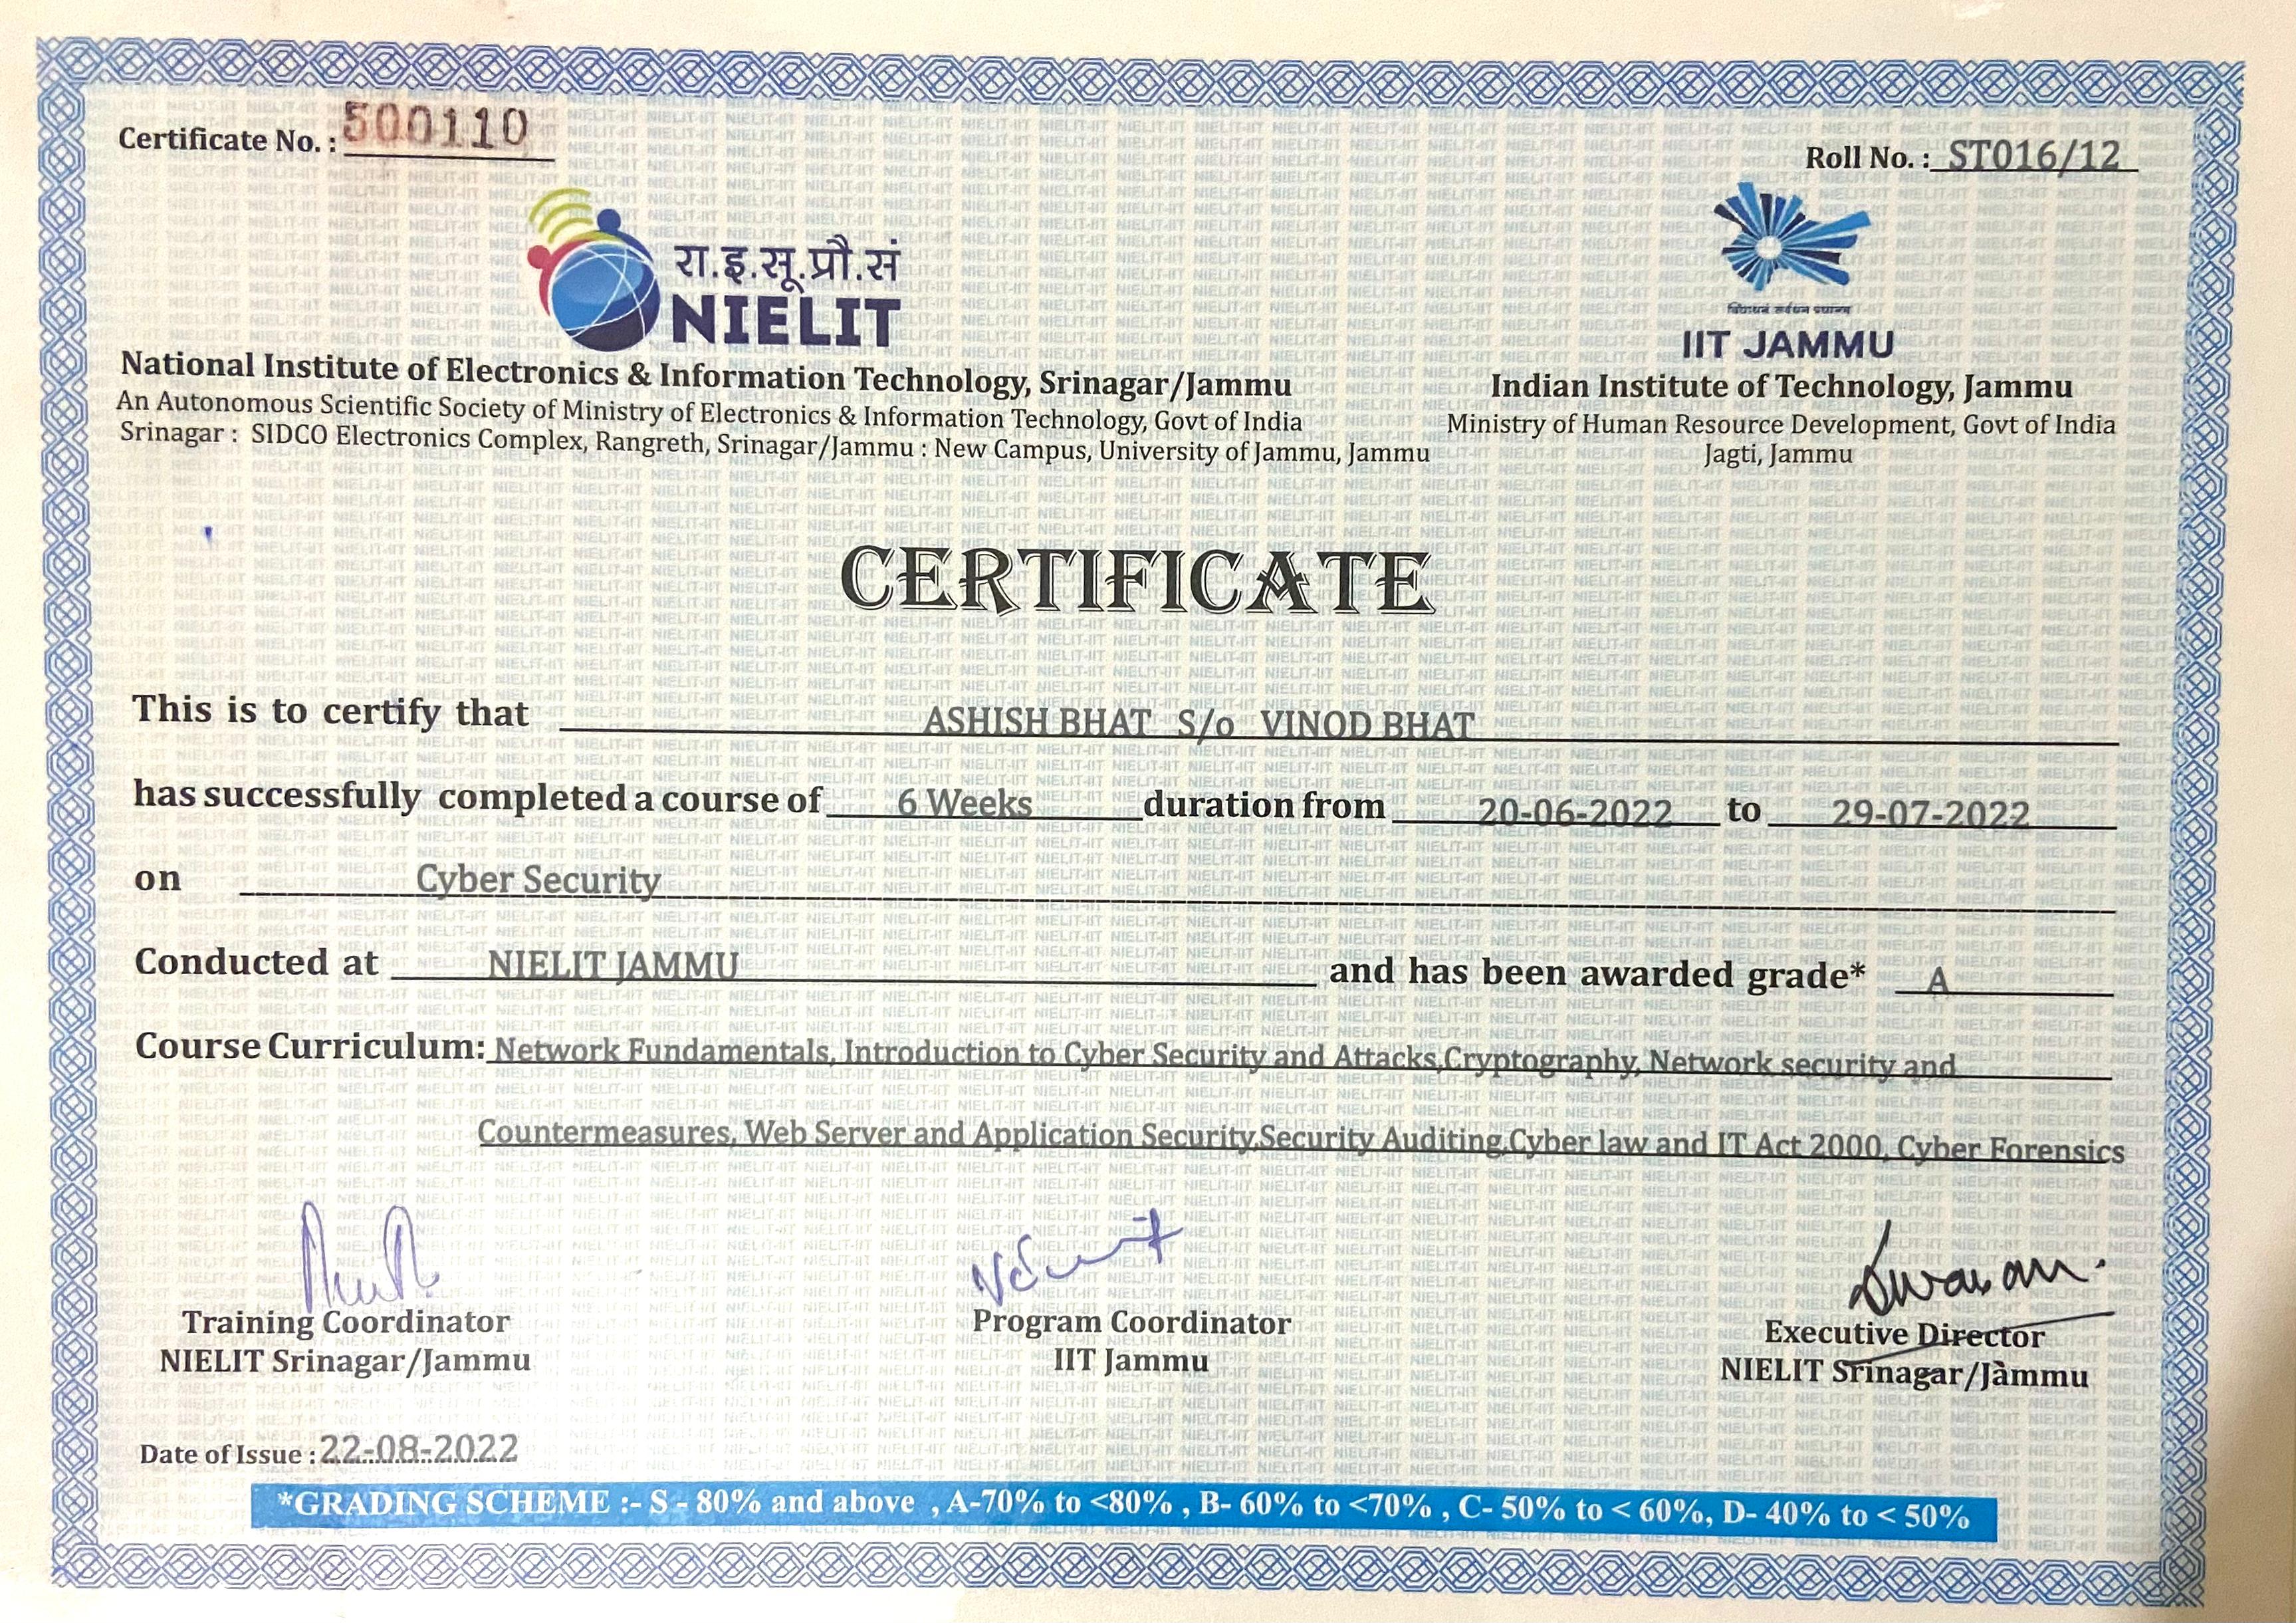 Certificate No. : 500110
Roll No. : ST016/12
रा.इ.सू.प्रौ.सं
NIELIT
IIT JAMMU
National Institute of Electronics & Information Technology, Srinagar/Jammu
An Autonomous Scientific Society of Ministry of Electronics & Information Technology, Govt of India
Srinagar : SIDCO Electronics Complex, Rangreth, Srinagar/Jammu : New Campus, University of Jammu, Jammu
Indian Institute of Technology, Jammu
Ministry of Human Resource Development, Govt of India
Jagti, Jammu
CERTIFICATE
This is to certify that ASHISH BHAT S/o VINOD BHAT
has successfully completed a course of 6 Weeks duration from 20-06-2022 to 29-07-2022
on Cyber Security
Conducted at NIELIT JAMMU and has been awarded grade* A
Course Curriculum: Network Fundamentals, Introduction to Cyber Security and Attacks,Cryptography, Network security and
Countermeasures, Web Server and Application Security,Security Auditing,Cyber law and IT Act 2000, Cyber Forensics
Training Coordinator
NIELIT Srinagar/Jammu
Program Coordinator
IIT Jammu
Executive Director
NIELIT Srinagar/Jammu
Date of Issue : 22-08-2022
*GRADING SCHEME :- S - 80% and above , A-70% to <80% , B- 60% to <70% , C- 50% to < 60%, D- 40% to < 50%